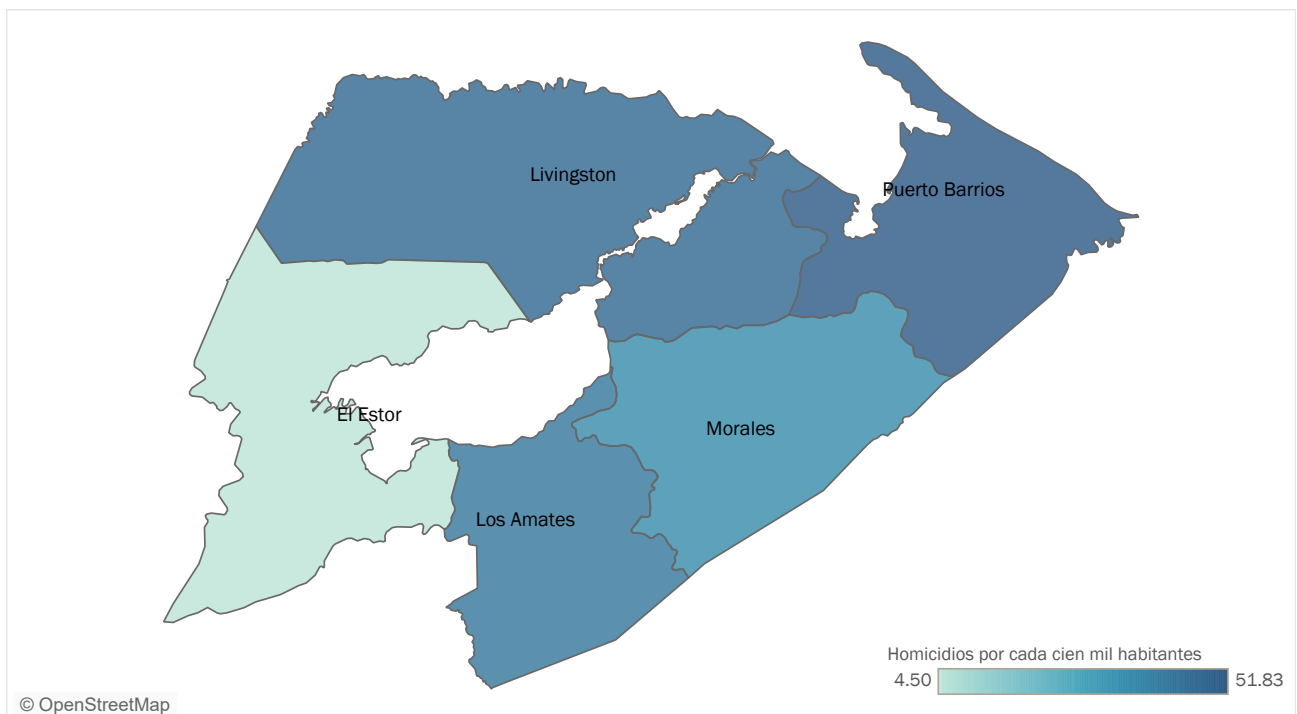 Livingston
Puerto Barrios
El Estor
Morales
Los Amates
Homicidios por cada cien mil habitantes
4.50
51.83
© OpenStreetMap